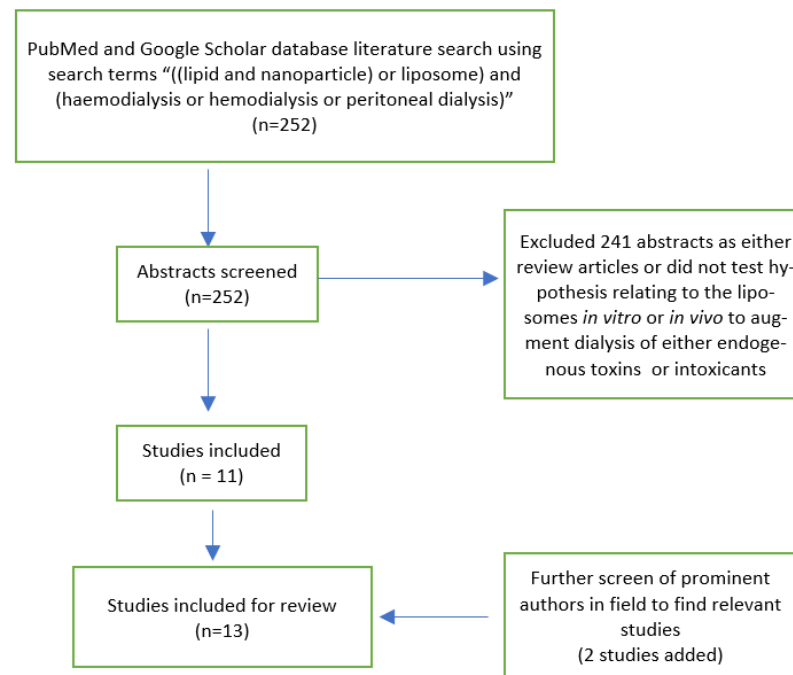 PubMed and Google Scholar database literature search using
search terms “((lipid and nanoparticle) or liposome) and
(haemodialysis or hemodialysis or peritoneal dialysis)”
(n=252)
Abstracts screened
(n=252)
Excluded 241 abstracts as either
review articles or did not test hy-
pothesis relating to the lipo-
somes in vitro or in vivo to aug-
ment dialysis of either endoge-
nous toxins or intoxicants
Studies included
(n = 11)
Studies included for review
(n=13)
Further screen of prominent
authors in field to find relevant
studies
(2 studies added)